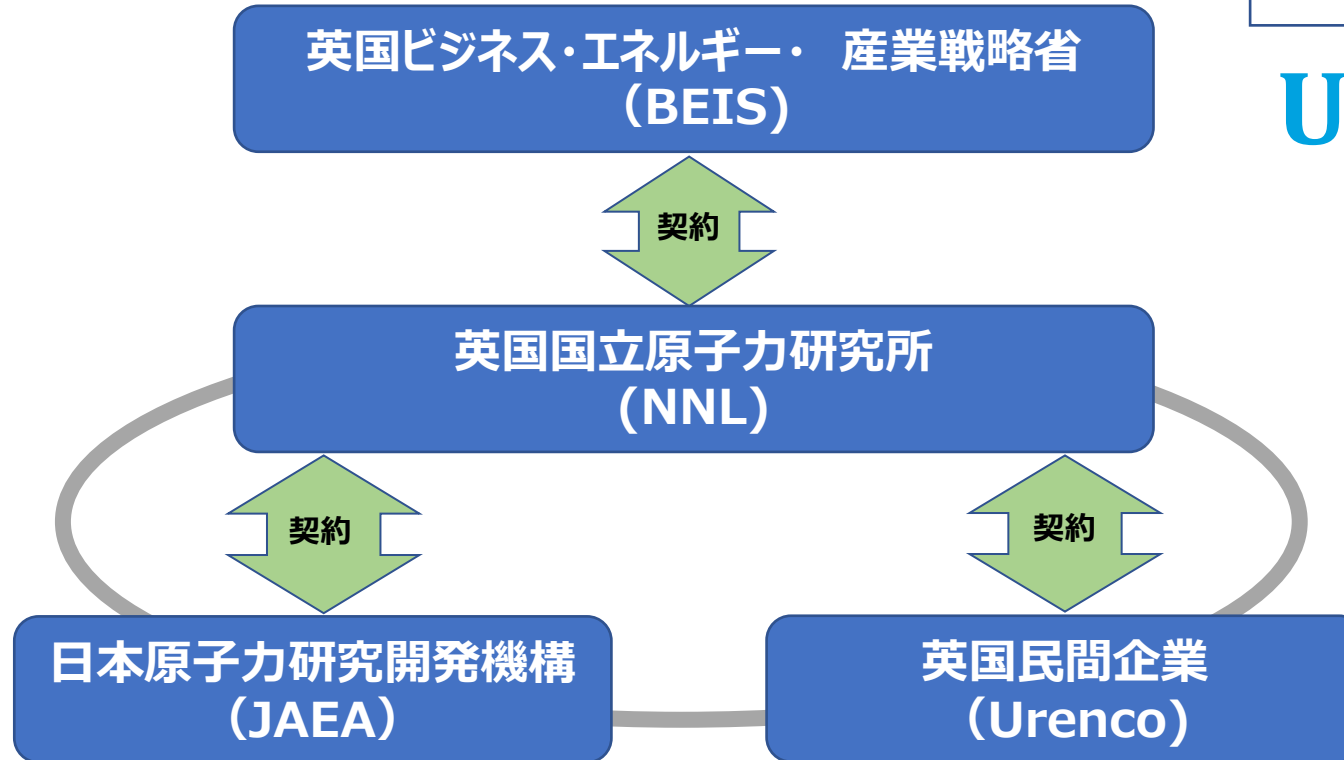 英国ビジネス・エネルギー・ 産業戦略省
（BEIS)
U
契約
英国国立原子力研究所
(NNL)
契約
契約
日本原子力研究開発機構
（JAEA）
英国民間企業
（Urenco)